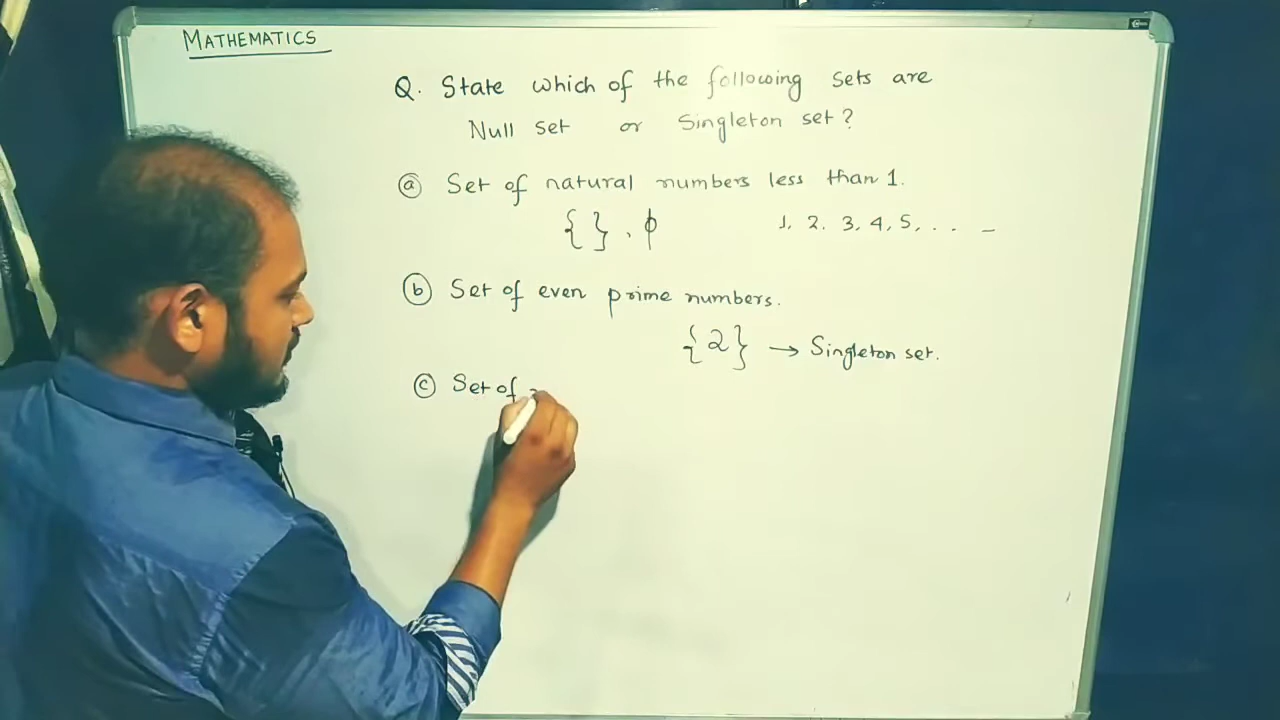 MATHEMATICS
Q. State which of the following sets are
Null set or Singleton set?
ⓐ Set of natural numbers less than 1.
{ } , ϕ 1, 2, 3, 4, 5, . . _
ⓑ Set of even prime numbers.
{2} → Singleton set.
ⓒ Set of